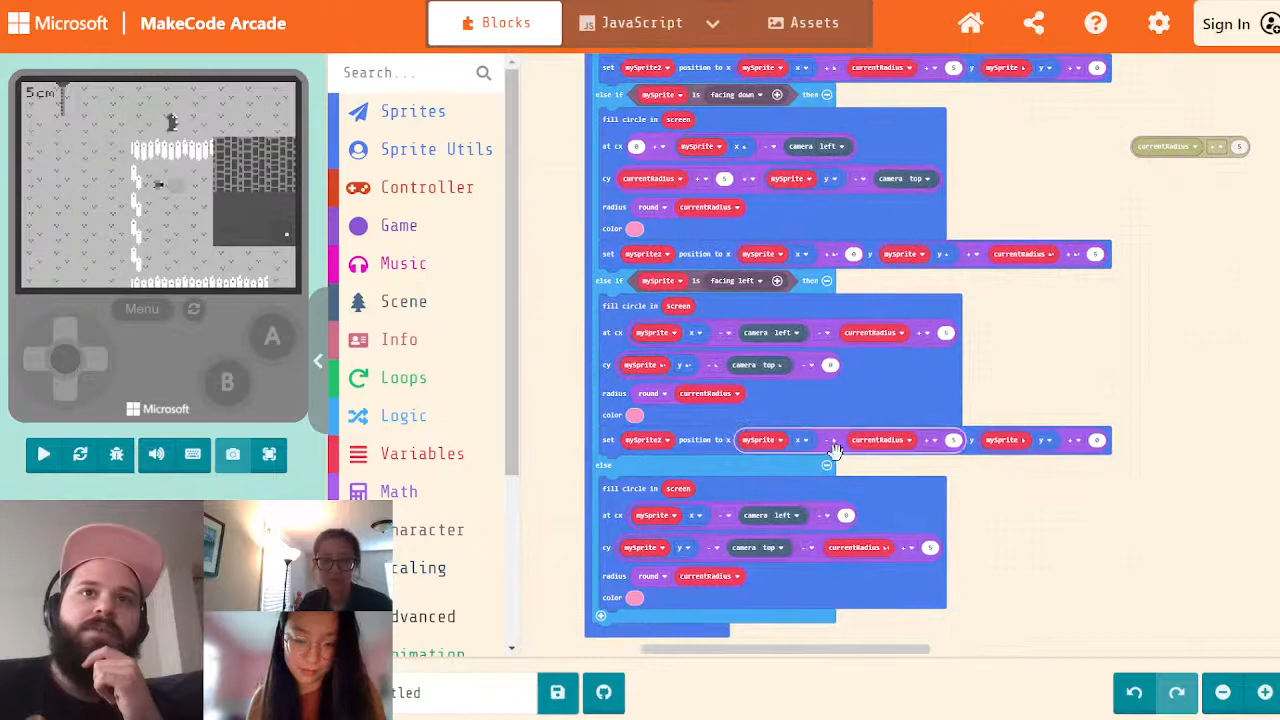 Microsoft | MakeCode Arcade
Blocks
JavaScript
Assets
Sign In
5cm
Menu
A
B
Microsoft
Search...
Sprites
Sprite Utils
Controller
Game
Music
Scene
Info
Loops
Logic
Variables
Math
haracter
caling
dvanced
nimation
set mySprite2 position to x mySprite x + currentRadius + 5 mySprite y + 0
else if mySprite is facing down then
fill circle in screen
at cx 0 + mySprite x - camera left
cy currentRadius + 5 + mySprite y - camera top
radius round currentRadius
color
set mySprite2 position to x mySprite x + 0 y mySprite y + currentRadius + 5
else if mySprite is facing left then
fill circle in screen
at cx mySprite x - camera left - currentRadius + 5
cy mySprite y - camera top - 0
radius round currentRadius
color
set mySprite2 position to x mySprite x - currentRadius + 5 y mySprite y + 0
else
fill circle in screen
at cx mySprite x - camera left - 0
cy mySprite y - camera top - currentRadius + 5
radius round currentRadius
color
currentRadius + 5
tled